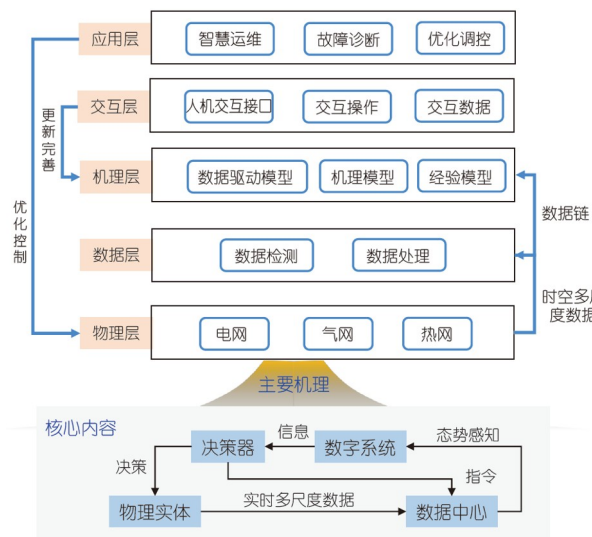 应用层
智慧运维
故障诊断
优化调控
交互层
人机交互接口
交互操作
交互数据
更新完善
机理层
数据驱动模型
机理模型
经验模型
优化控制
数据链
数据层
数据检测
数据处理
时空多尺
度数据
物理层
电网
气网
热网
主要机理
核心内容
决策器
信息
数字系统
态势感知
决策
指令
物理实体
实时多尺度数据
数据中心